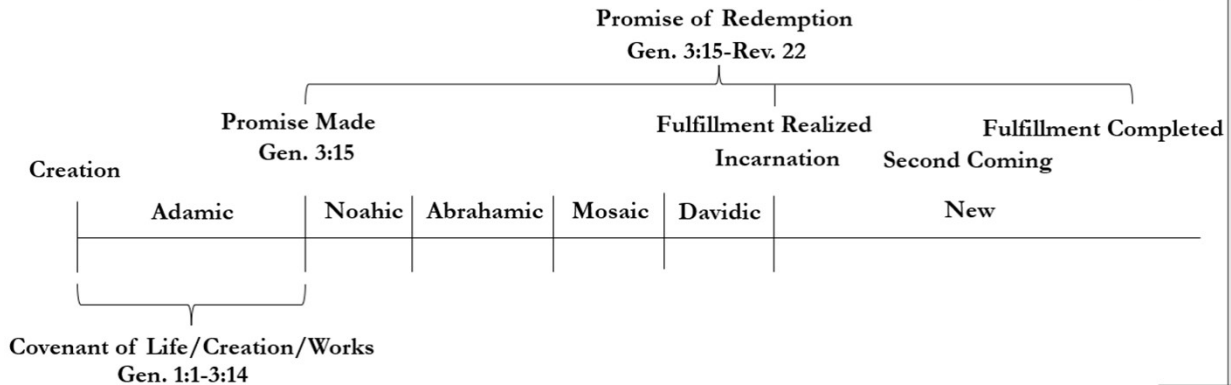 Promise of Redemption
Gen. 3:15-Rev. 22
Promise Made
Gen. 3:15
Fulfillment Realized
Incarnation
Fulfillment Completed
Second Coming
Creation
Adamic
Noahic
Abrahamic
Mosaic
Davidic
New
Covenant of Life/Creation/Works
Gen. 1:1-3:14